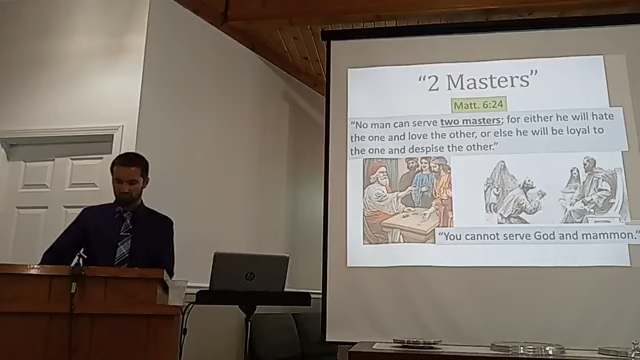 “2 Masters”
Matt. 6:24
“No man can serve two masters; for either he will hate
the one and love the other, or else he will be loyal to
the one and despise the other.”
“You cannot serve God and mammon.”
hp